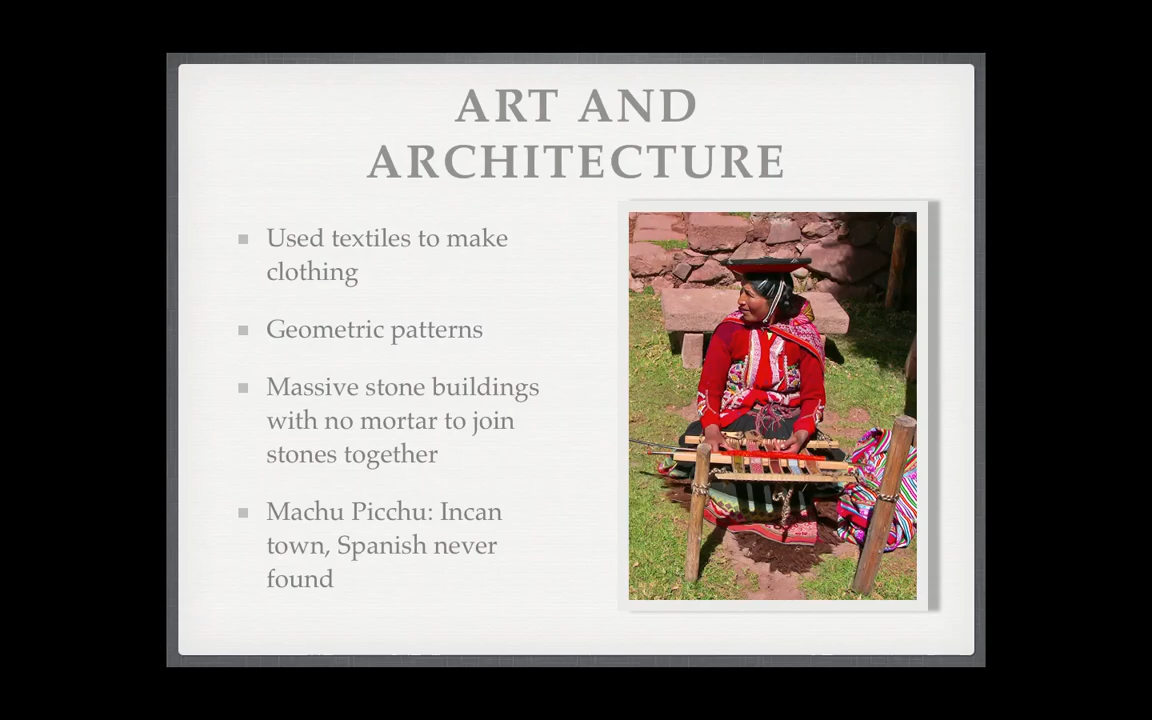 ART AND
ARCHITECTURE
Used textiles to make
clothing
Geometric patterns
Massive stone buildings
with no mortar to join
stones together
Machu Picchu: Incan
town, Spanish never
found